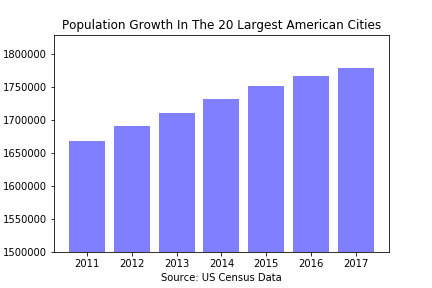 Population Growth In The 20 Largest American Cities
1800000
1750000
1700000
1650000
1600000
1550000
1500000
2011 2012 2013 2014 2015 2016 2017
Source: US Census Data